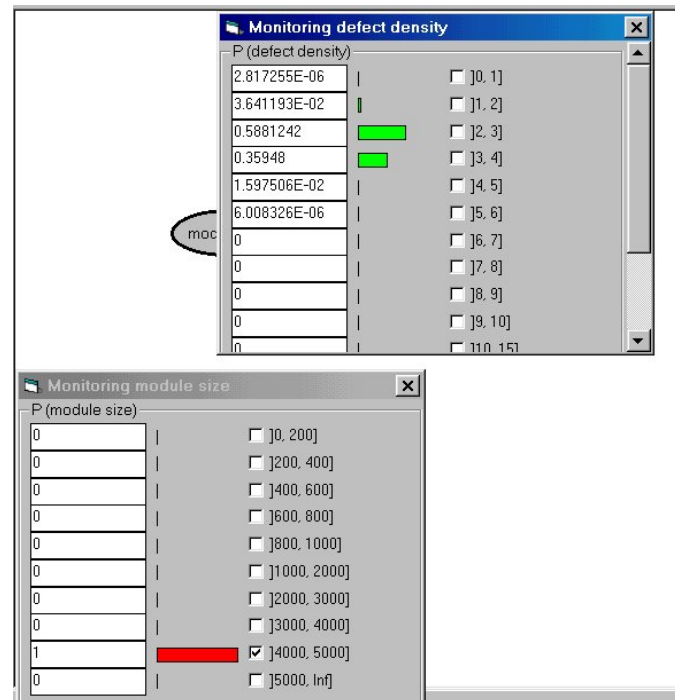 Monitoring defect density
P (defect density)
2.817255E-06 ]0, 1]
3.641193E-02 ]1, 2]
0.5881242 ]2, 3]
0.35948 ]3, 4]
1.597506E-02 ]4, 5]
6.008326E-06 ]5, 6]
0 ]6, 7]
0 ]7, 8]
0 ]8, 9]
0 ]9, 10]
0 ]10, 15]
Monitoring module size
P (module size)
0 ]0, 200]
0 ]200, 400]
0 ]400, 600]
0 ]600, 800]
0 ]800, 1000]
0 ]1000, 2000]
0 ]2000, 3000]
0 ]3000, 4000]
1 ]4000, 5000]
0 ]5000, Inf]